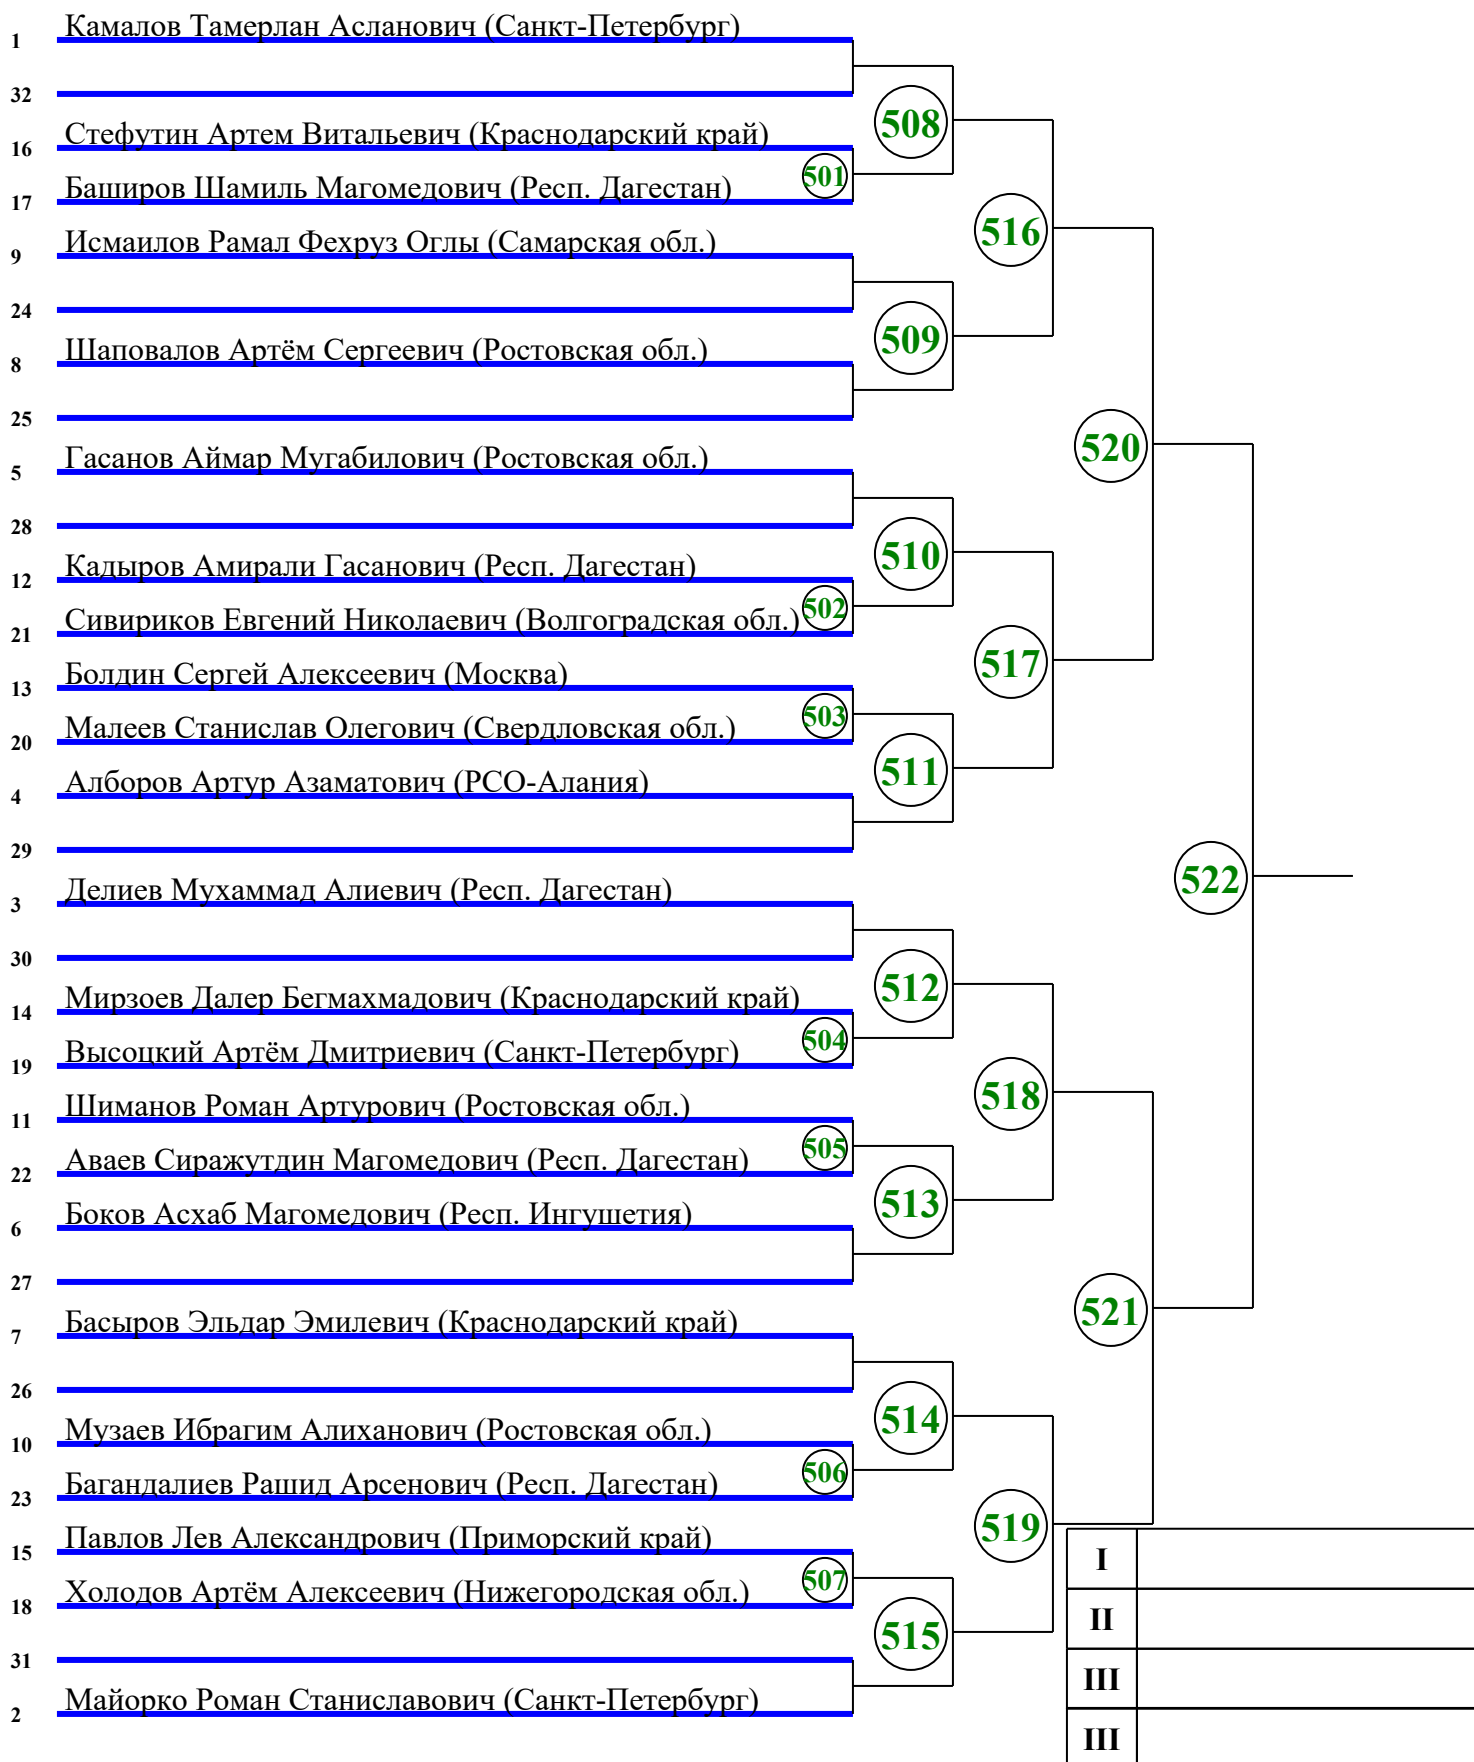 1 Камалов Тамерлан Асланович (Санкт-Петербург)
32
508
16 Стефутин Артем Витальевич (Краснодарский край)
501
17 Баширов Шамиль Магомедович (Респ. Дагестан)
516
9 Исмаилов Рамал Фехруз Оглы (Самарская обл.)
24
509
8 Шаповалов Артём Сергеевич (Ростовская обл.)
25
520
5 Гасанов Аймар Мугабилович (Ростовская обл.)
28
510
12 Кадыров Амирали Гасанович (Респ. Дагестан)
502
21 Сивириков Евгений Николаевич (Волгоградская обл.)
517
13 Болдин Сергей Алексеевич (Москва)
503
20 Малеев Станислав Олегович (Свердловская обл.)
511
4 Алборов Артур Азаматович (РСО-Алания)
29
522
3 Делиев Мухаммад Алиевич (Респ. Дагестан)
30
512
14 Мирзоев Далер Бегмахмадович (Краснодарский край)
504
19 Высоцкий Артём Дмитриевич (Санкт-Петербург)
518
11 Шиманов Роман Артурович (Ростовская обл.)
505
22 Аваев Сиражутдин Магомедович (Респ. Дагестан)
513
6 Боков Асхаб Магомедович (Респ. Ингушетия)
27
521
7 Басыров Эльдар Эмилевич (Краснодарский край)
26
514
10 Музаев Ибрагим Алиханович (Ростовская обл.)
506
23 Багандалиев Рашид Арсенович (Респ. Дагестан)
519
15 Павлов Лев Александрович (Приморский край)
I
507
18 Холодов Артём Алексеевич (Нижегородская обл.)
II
515
31
III
2 Майорко Роман Станиславович (Санкт-Петербург)
III